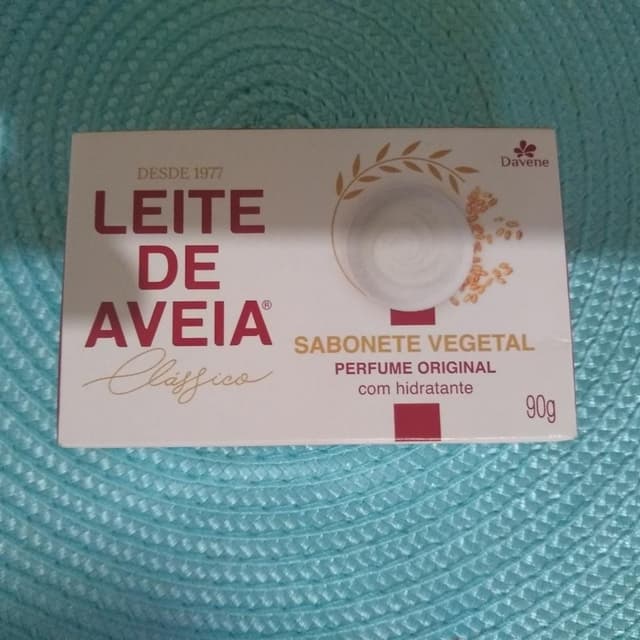 DESDE 1977
LEITE
DE
AVEIA®
Clássico
Davene
SABONETE VEGETAL
PERFUME ORIGINAL
com hidratante
90g